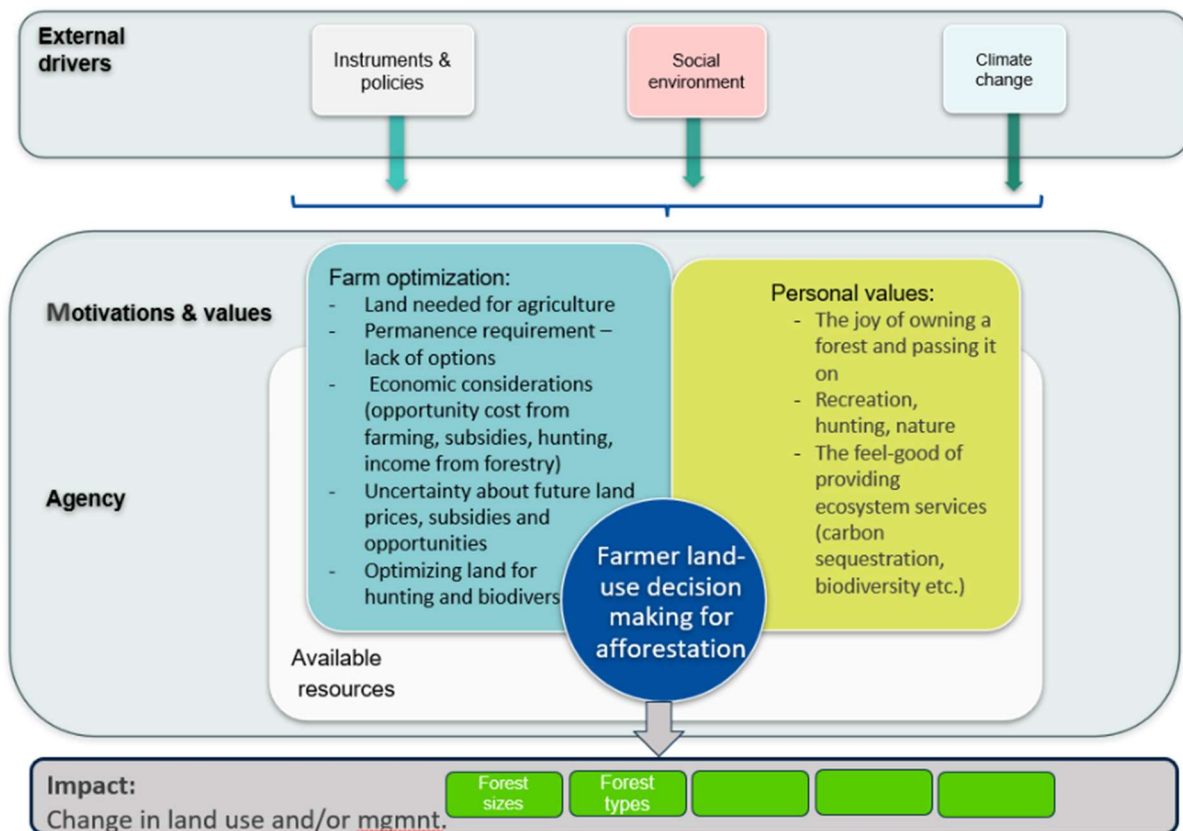 External
drivers
Instruments &
policies
Social
environment
Climate
change
Motivations & values
Agency
Farm optimization:
- Land needed for agriculture
- Permanence requirement –
lack of options
- Economic considerations
(opportunity cost from
farming, subsidies, hunting,
income from forestry)
- Uncertainty about future land
prices, subsidies and
opportunities
- Optimizing land for
hunting and biodivers
Personal values:
- The joy of owning a
forest and passing it
on
- Recreation,
hunting, nature
- The feel-good of
providing
ecosystem services
(carbon
sequestration,
biodiversity etc.)
Farmer land-
use decision
making for
afforestation
Available
resources
Impact:
Change in land use and/or mgmnt.
Forest
sizes
Forest
types